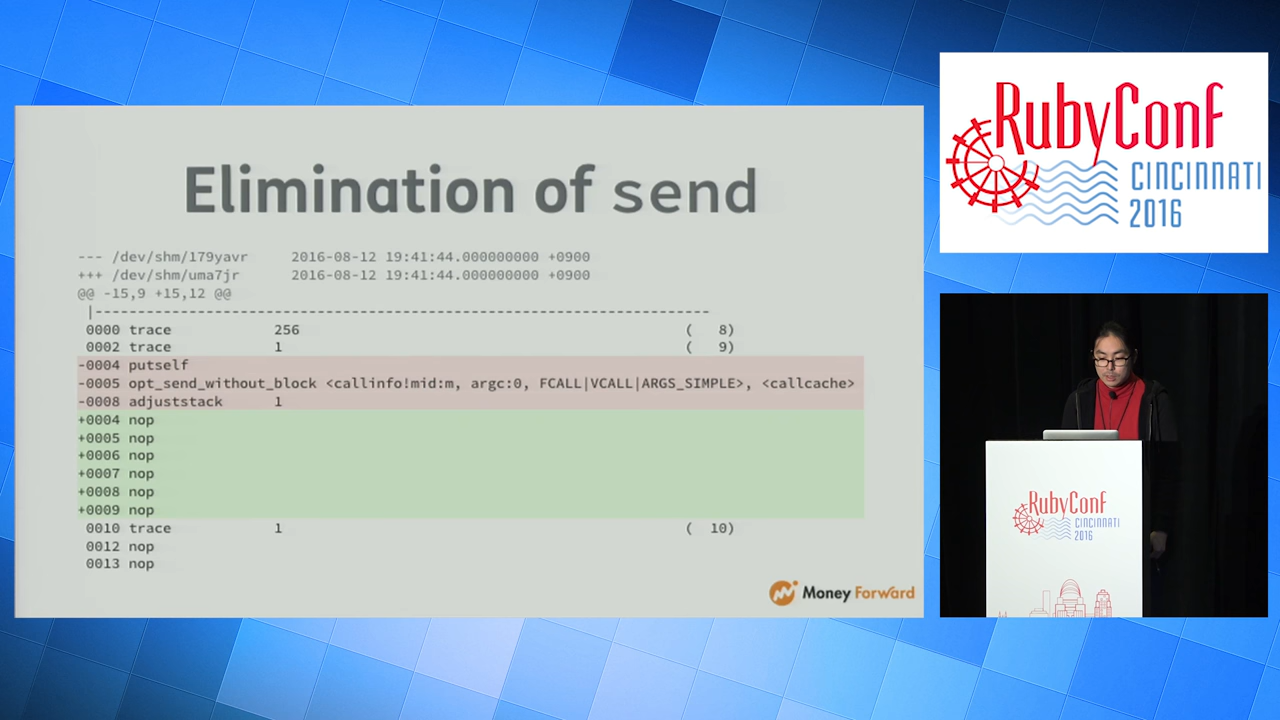 Elimination of send
--- /dev/shm/179yavr 2016-08-12 19:41:44.000000000 +0900
+++ /dev/shm/uma7jr 2016-08-12 19:41:44.000000000 +0900
@@ -15,9 +15,12 @@
|-------------------------------------------------------------------------
0000 trace 256 ( 8)
0002 trace 1 ( 9)
-0004 putself
-0005 opt_send_without_block <callinfo!mid:m, argc:0, FCALL|VCALL|ARGS_SIMPLE>, <callcache>
-0008 adjuststack 1
+0004 nop
+0005 nop
+0006 nop
+0007 nop
+0008 nop
+0009 nop
0010 trace 1 ( 10)
0012 nop
0013 nop
Money Forward
RubyConf
CINCINNATI
2016
RubyConf
CINCINNATI
2016